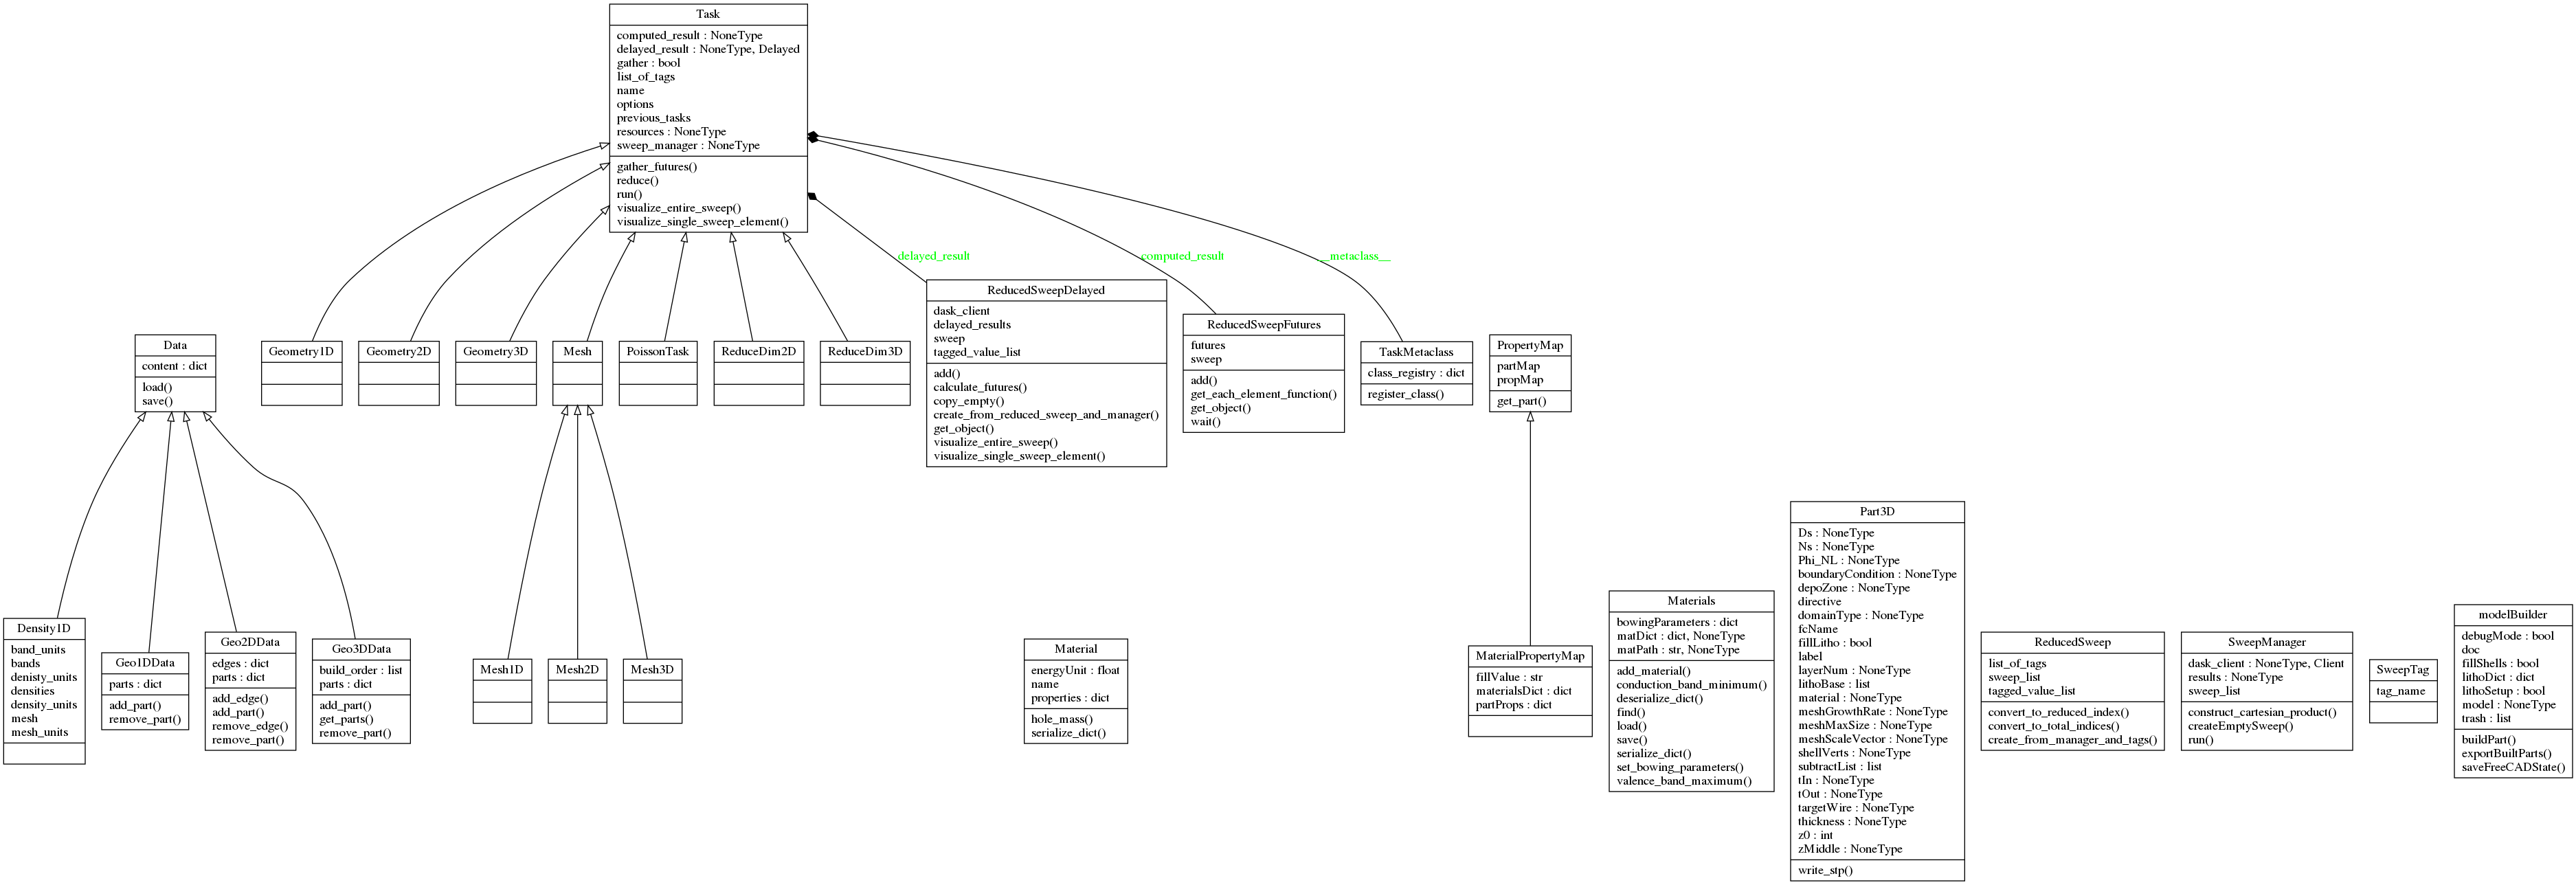 Task
computed_result : NoneType
delayed_result : NoneType, Delayed
gather : bool
list_of_tags
name
options
previous_tasks
resources : NoneType
sweep_manager : NoneType
gather_futures()
reduce()
run()
visualize_entire_sweep()
visualize_single_sweep_element()
delayed_result
computed_result
__metaclass__
Data
content : dict
load()
save()
Geometry1D
Geometry2D
Geometry3D
Mesh
PoissonTask
ReduceDim2D
ReduceDim3D
ReducedSweepDelayed
dask_client
delayed_results
sweep
tagged_value_list
add()
calculate_futures()
copy_empty()
create_from_reduced_sweep_and_manager()
get_object()
visualize_entire_sweep()
visualize_single_sweep_element()
ReducedSweepFutures
futures
sweep
add()
get_each_element_function()
get_object()
wait()
TaskMetaclass
class_registry : dict
register_class()
PropertyMap
partMap
propMap
get_part()
Density1D
band_units
bands
denisty_units
densities
density_units
mesh
mesh_units
Geo1DData
parts : dict
add_part()
remove_part()
Geo2DData
edges : dict
parts : dict
add_edge()
add_part()
remove_edge()
remove_part()
Geo3DData
build_order : list
parts : dict
add_part()
get_parts()
remove_part()
Mesh1D
Mesh2D
Mesh3D
Material
energyUnit : float
name
properties : dict
hole_mass()
serialize_dict()
MaterialPropertyMap
fillValue : str
materialsDict : dict
partProps : dict
Materials
bowingParameters : dict
matDict : dict, NoneType
matPath : str, NoneType
add_material()
conduction_band_minimum()
deserialize_dict()
find()
load()
save()
serialize_dict()
set_bowing_parameters()
valence_band_maximum()
Part3D
Ds : NoneType
Ns : NoneType
Phi_NL : NoneType
boundaryCondition : NoneType
depoZone : NoneType
directive
domainType : NoneType
fcName
fillLitho : bool
label
layerNum : NoneType
lithoBase : list
material : NoneType
meshGrowthRate : NoneType
meshMaxSize : NoneType
meshScaleVector : NoneType
shellVerts : NoneType
subtractList : list
tIn : NoneType
tOut : NoneType
targetWire : NoneType
thickness : NoneType
z0 : int
zMiddle : NoneType
write_stp()
ReducedSweep
list_of_tags
sweep_list
tagged_value_list
convert_to_reduced_index()
convert_to_total_indices()
create_from_manager_and_tags()
SweepManager
dask_client : NoneType, Client
results : NoneType
sweep_list
construct_cartesian_product()
createEmptySweep()
run()
SweepTag
tag_name
modelBuilder
debugMode : bool
doc
fillShells : bool
lithoDict : dict
lithoSetup : bool
model : NoneType
trash : list
buildPart()
exportBuiltParts()
saveFreeCADState()